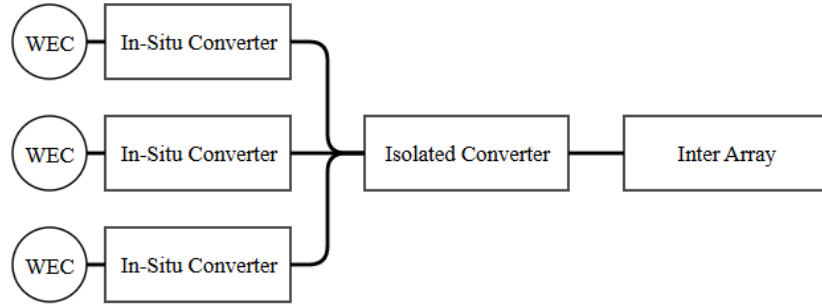 WEC
In-Situ Converter
WEC
In-Situ Converter
Isolated Converter
Inter Array
WEC
In-Situ Converter